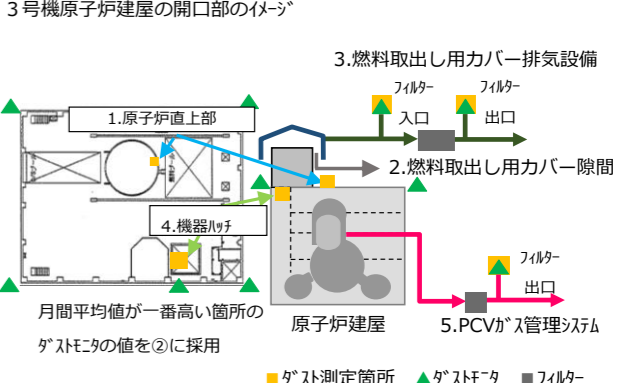 ３号機原子炉建屋の開口部のｲﾒｰｼﾞ
3.燃料取出し用カバー排気設備
ﾌｨﾙﾀｰ
ﾌｨﾙﾀｰ
入口
出口
1.原子炉直上部
2.燃料取出し用カバー隙間
4.機器ﾊｯﾁ
ﾌｨﾙﾀｰ
出口
月間平均値が一番高い箇所の
ﾀﾞｽﾄﾓﾆﾀの値を②に採用
原子炉建屋
5.PCVｶﾞｽ管理ｼｽﾃﾑ
■ﾀﾞｽﾄ測定箇所 ▲ﾀﾞｽﾄﾓﾆﾀ ■ﾌｨﾙﾀｰ